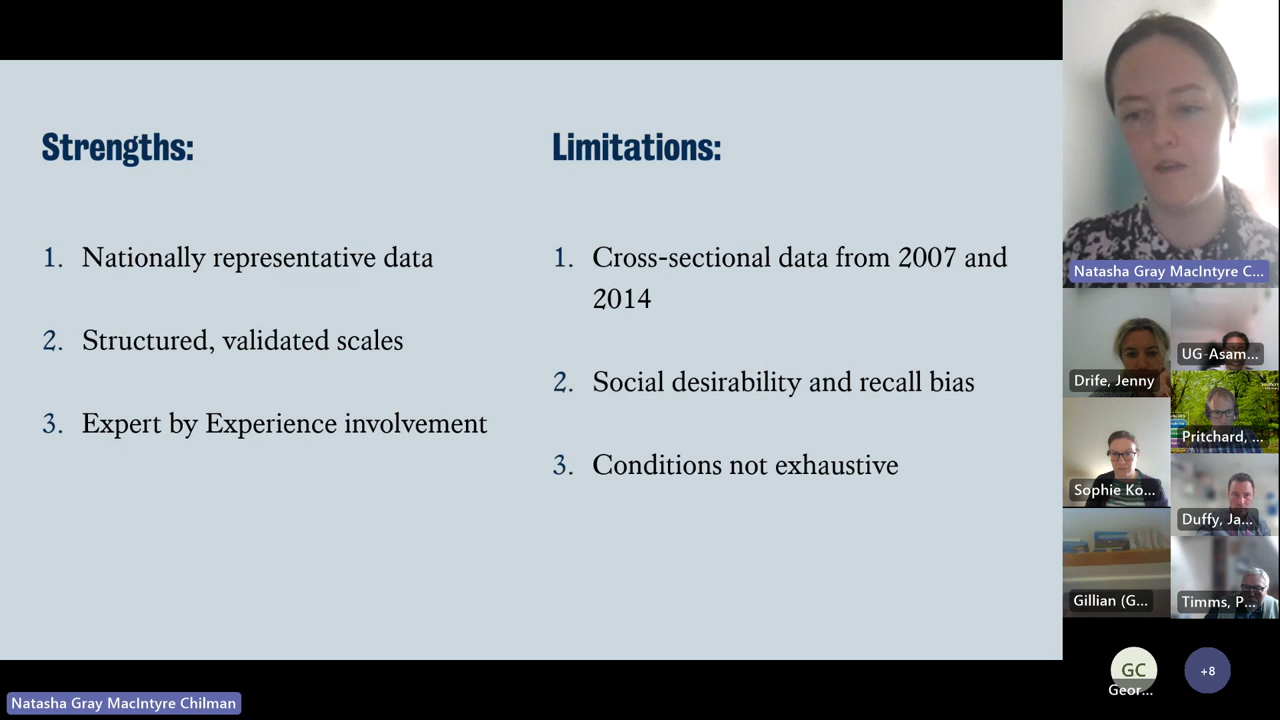 Strengths:
1. Nationally representative data
2. Structured, validated scales
3. Expert by Experience involvement
Limitations:
1. Cross-sectional data from 2007 and
2014
2. Social desirability and recall bias
3. Conditions not exhaustive
Natasha Gray MacIntyre C...
Drife, Jenny
UG-Asam...
Pritchard, ...
Sophie Ko...
Duffy, Ja...
Gillian (G...
Timms, P...
GC
Geor...
+8
Natasha Gray MacIntyre Chilman